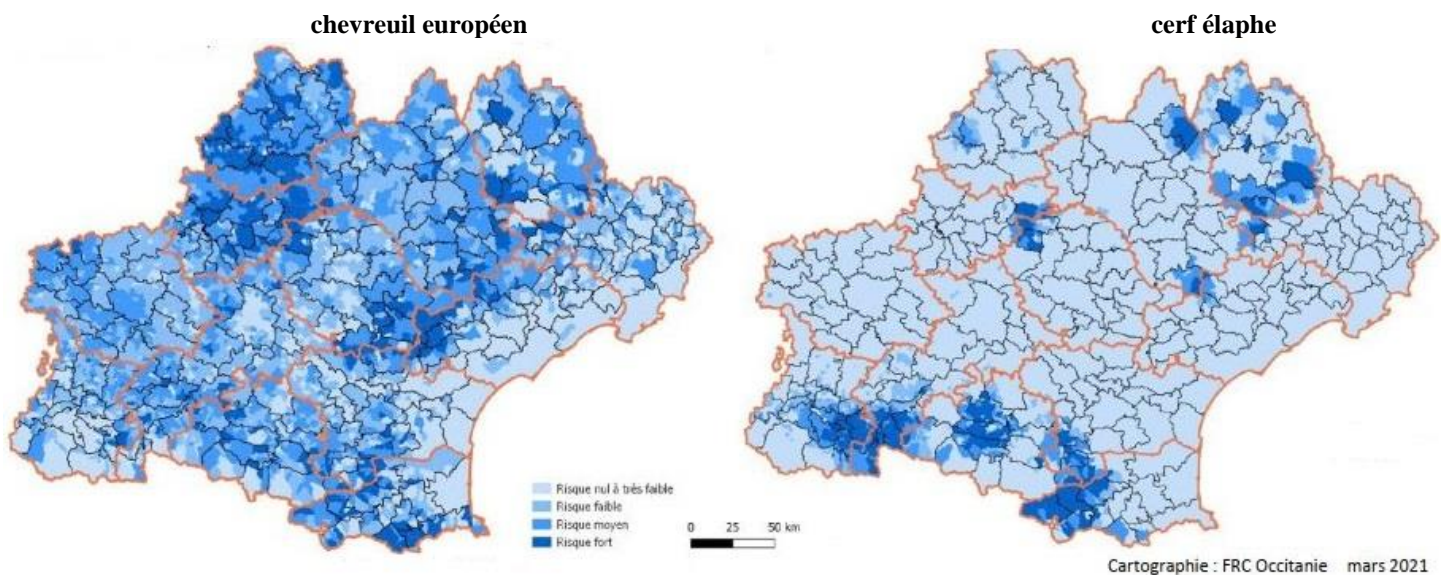 chevreuil européen
cerf élaphe
Risque nul à très faible
Risque faible
Risque moyen
Risque fort
0 25 50 km
Cartographie : FRC Occitanie mars 2021